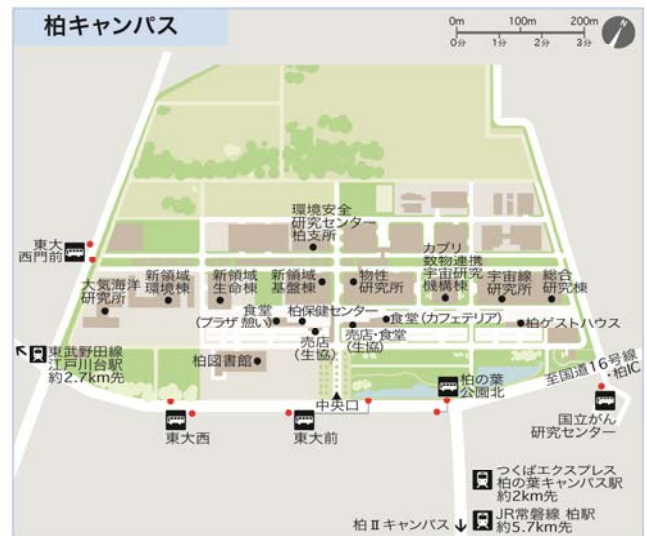 柏キャンパス
0m 100m 200m
0分 1分 2分 3分
N
環境安全
研究センター
柏支所
東大
西門前
カブリ
数物連携
宇宙研究
機構棟
大気海洋
研究所
新領域
環境棟
新領域
生命棟
新領域
基盤棟
物性
研究所
宇宙線
研究所
総合
研究棟
食堂
(プラザ 憩い)
柏保健センター
売店
(生協)
売店・食堂
(生協)
食堂(カフェテリア)
柏ゲストハウス
東武野田線
江戸川台駅
約2.7km先
柏図書館
中央口
柏の葉
公園北
至国道16号線
・柏IC
国立がん
研究センター
東大西
東大前
つくばエクスプレス
柏の葉キャンパス駅
約2km先
柏Ⅱキャンパス
JR常磐線 柏駅
約5.7km先